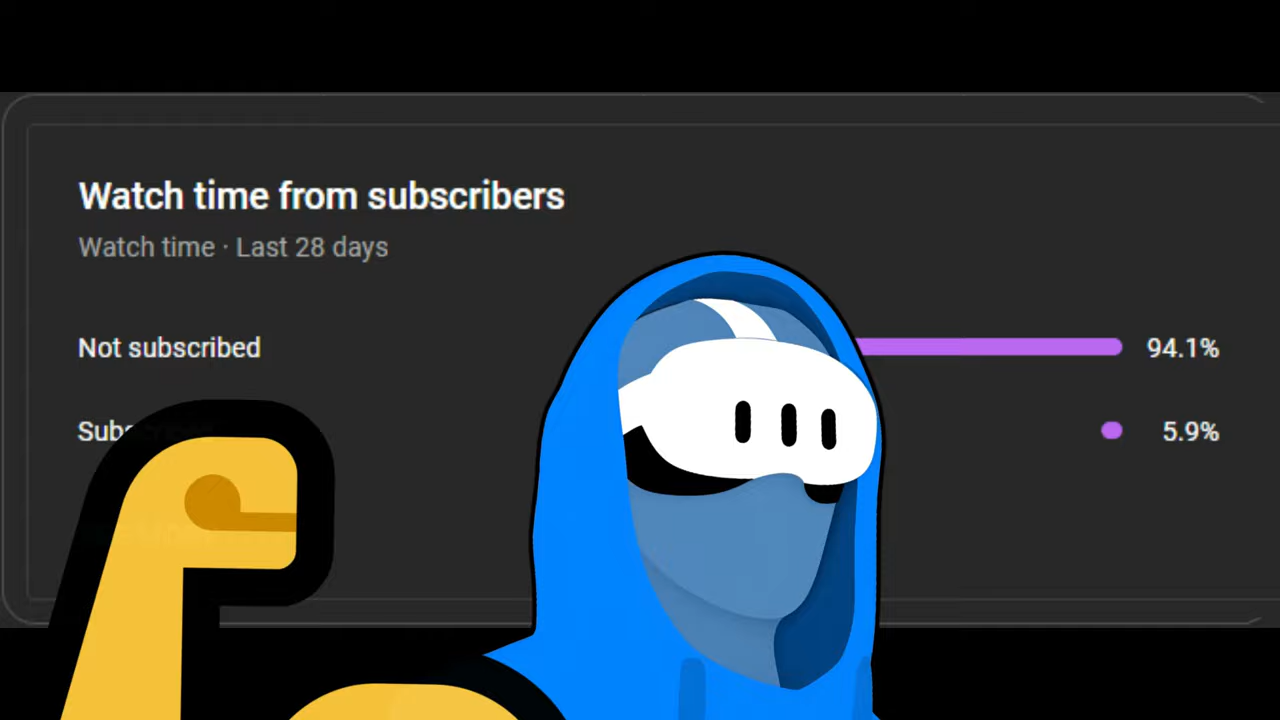 Watch time from subscribers
Watch time · Last 28 days
Not subscribed 94.1%
5.9%